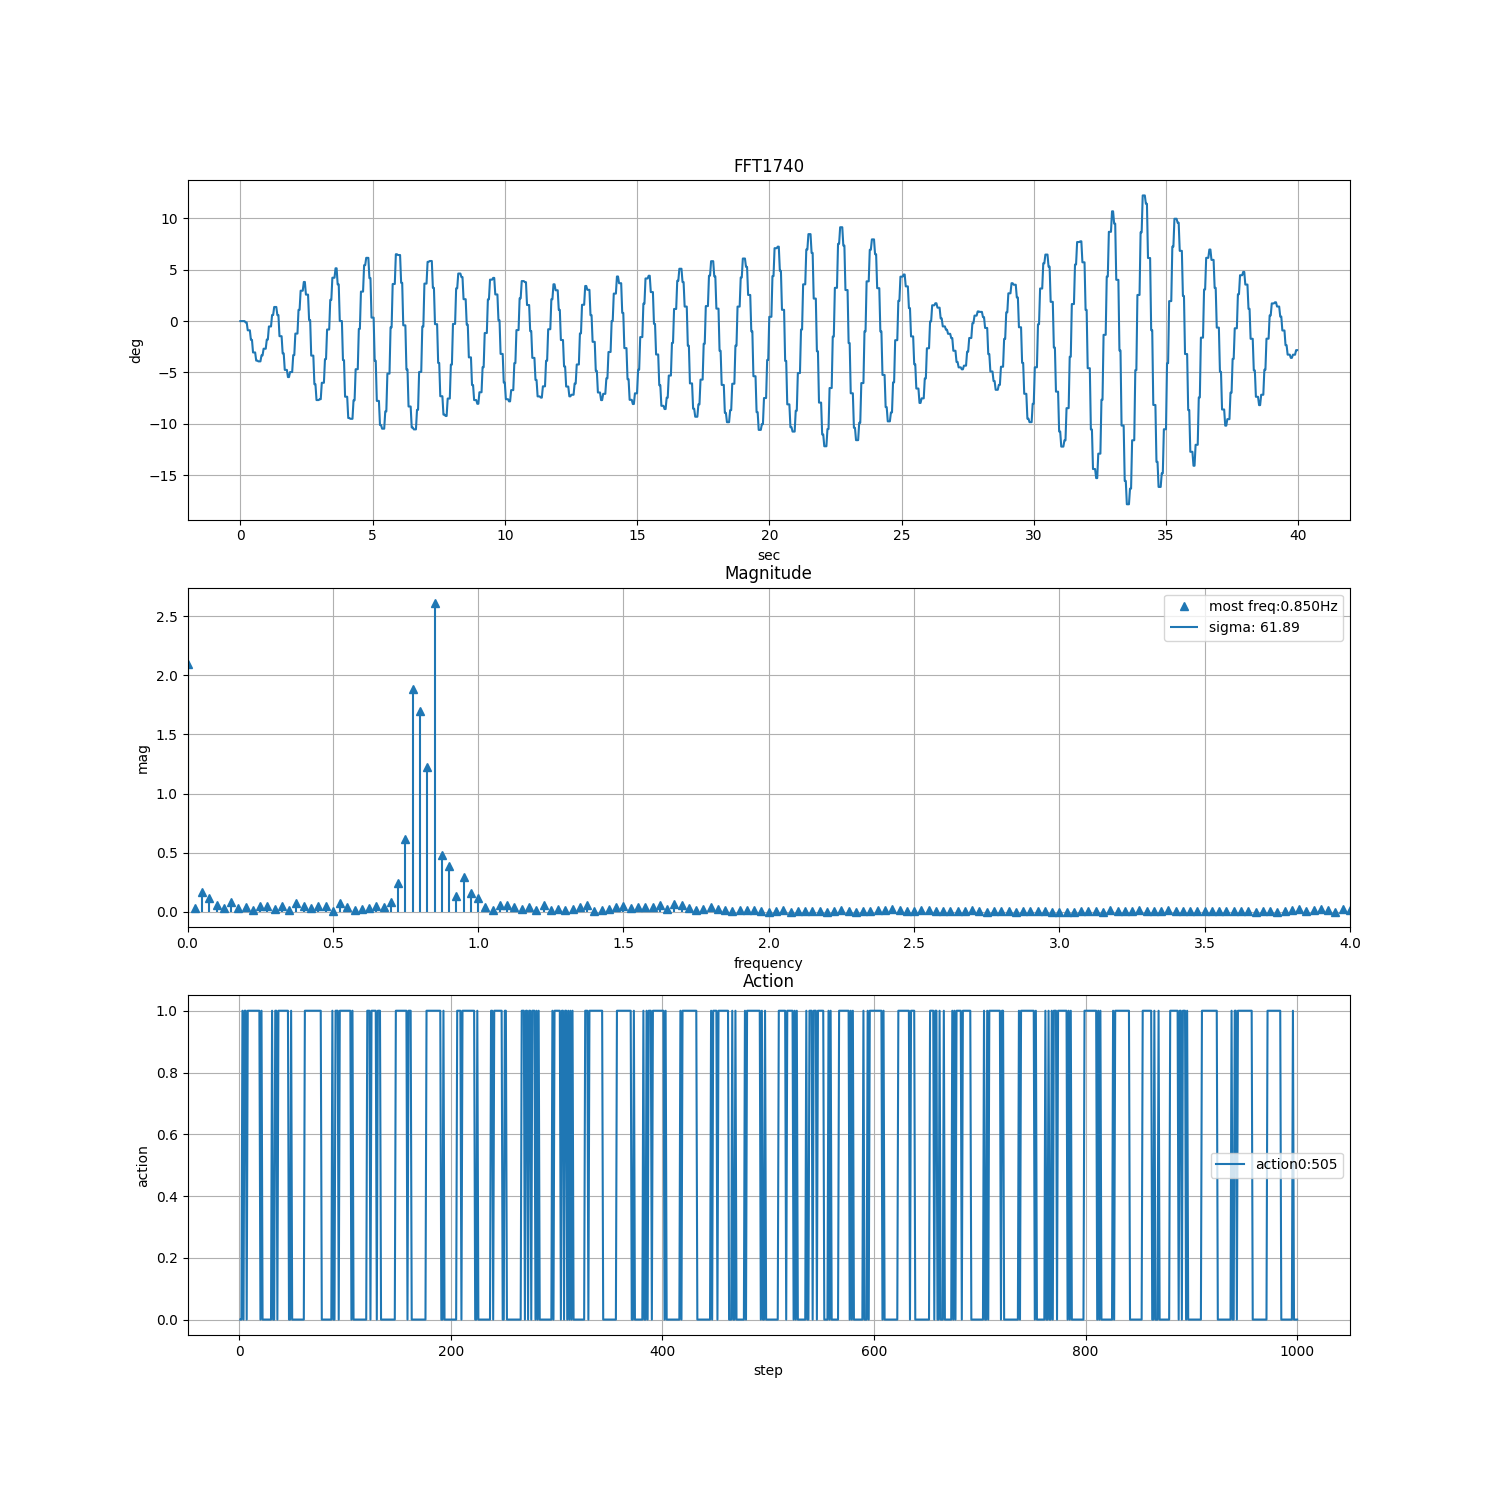 FFT1740
10
5
0
−5
−10
−15
deg
0 5 10 15 20 25 30 35 40
sec
Magnitude
most freq:0.850Hz
sigma: 61.89
2.5
2.0
1.5
1.0
0.5
0.0
mag
0.0 0.5 1.0 1.5 2.0 2.5 3.0 3.5 4.0
frequency
Action
1.0
0.8
0.6
0.4
0.2
0.0
action
action0:505
0 200 400 600 800 1000
step